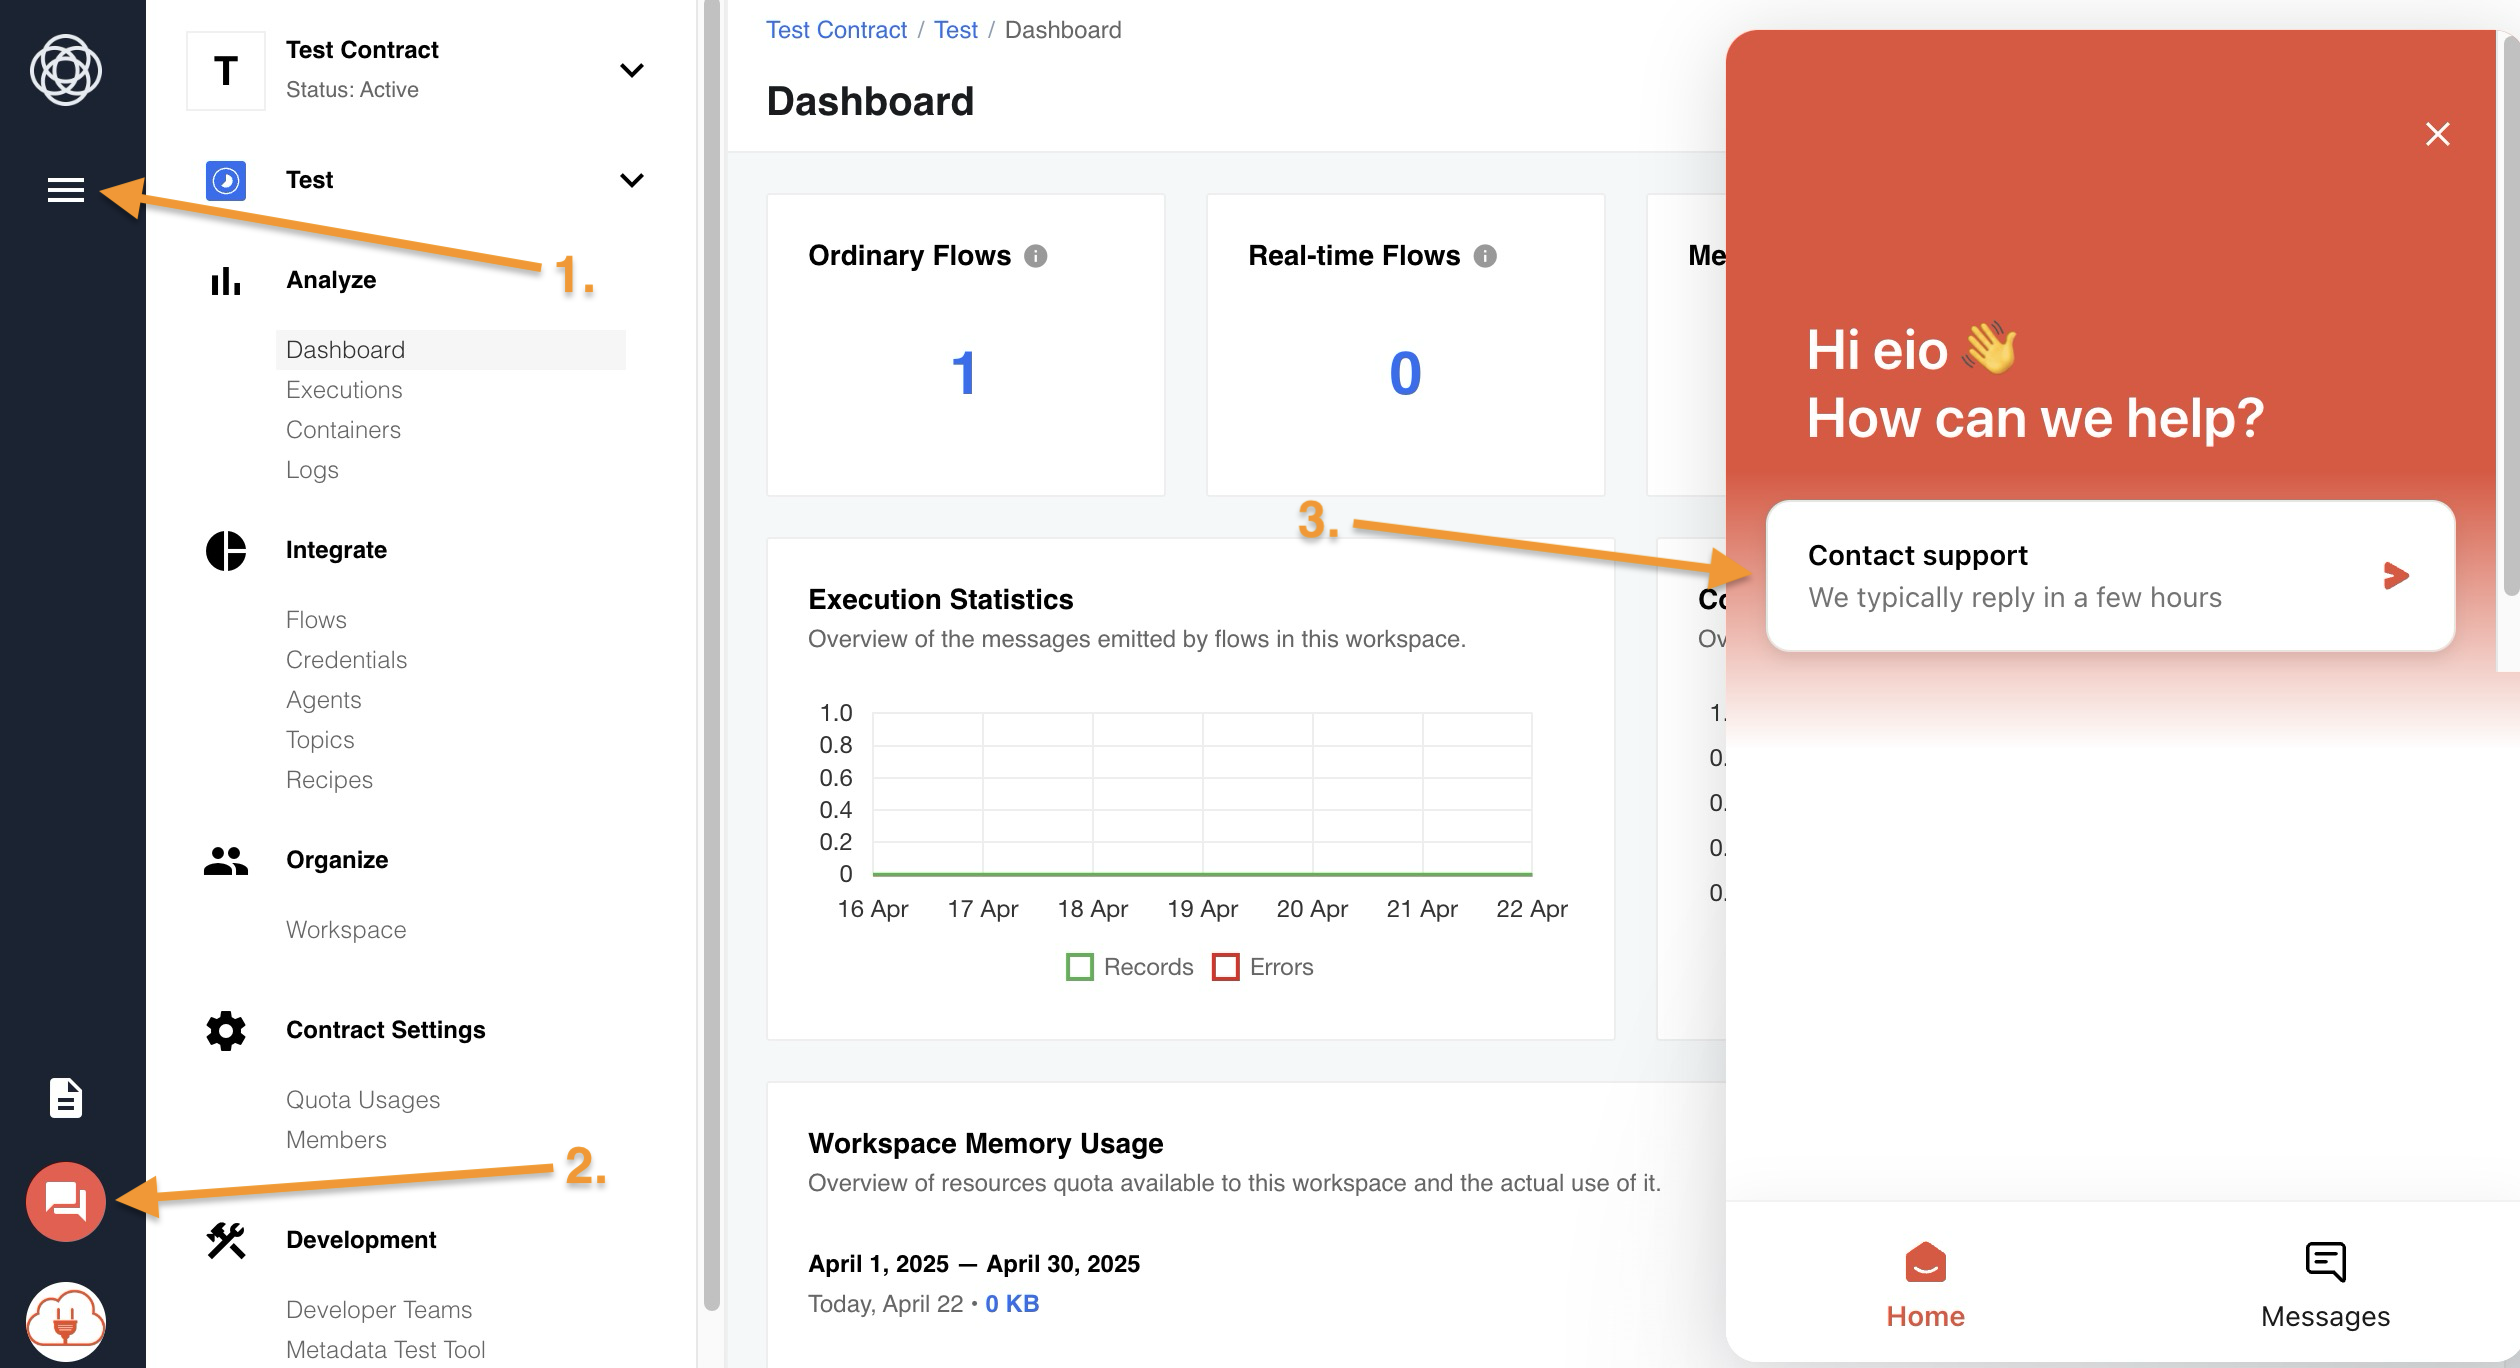 T
Test Contract
Status: Active
Test
1.
Analyze
Dashboard
Executions
Containers
Logs
Integrate
Flows
Credentials
Agents
Topics
Recipes
Organize
Workspace
Contract Settings
Quota Usages
Members
2.
Development
Developer Teams
Metadata Test Tool
Test Contract / Test / Dashboard
Dashboard
Ordinary Flows
1
Real-time Flows
0
Me
3.
Execution Statistics
Overview of the messages emitted by flows in this workspace.
1.0
0.8
0.6
0.4
0.2
0
16 Apr 17 Apr 18 Apr 19 Apr 20 Apr 21 Apr 22 Apr
Records Errors
Co
Ov
1.
0.
0.
0.
0.
Workspace Memory Usage
Overview of resources quota available to this workspace and the actual use of it.
April 1, 2025 — April 30, 2025
Today, April 22 • 0 KB
Hi eio 👋
How can we help?
Contact support
We typically reply in a few hours
Home
Messages